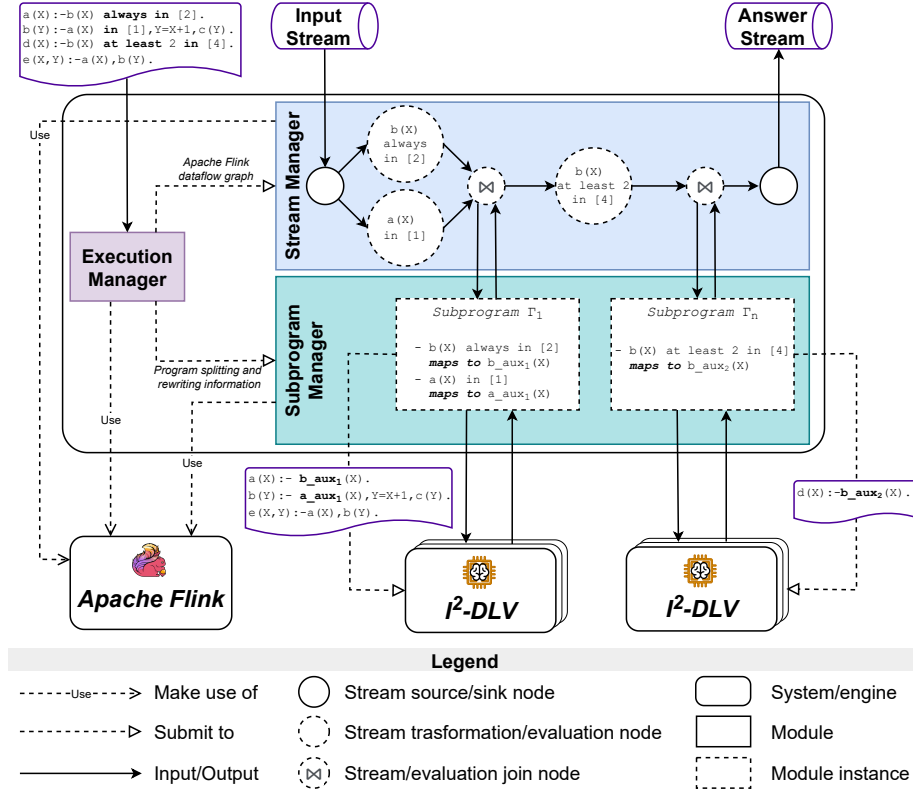 a(X):-b(X) always in [2].
b(Y):-a(X) in [1],Y=X+1,c(Y).
d(X):-b(X) at least 2 in [4].
e(X,Y):-a(X),b(Y).
Input
Stream
Answer
Stream
Use
Apache Flink
dataflow graph
Stream Manager
b(X)
always
in [2]
a(X)
in [1]
⋈
b(X)
at least 2
in [4]
⋈
Execution
Manager
Program splitting and
rewriting information
Subprogram
Manager
Subprogram Γ₁
- b(X) always in [2]
maps to b_aux₁(X)
- a(X) in [1]
maps to a_aux₁(X)
Subprogram Γₙ
- b(X) at least 2 in [4]
maps to b_aux₂(X)
Use
Use
a(X):- b_aux₁(X).
b(Y):- a_aux₁(X),Y=X+1,c(Y).
e(X,Y):-a(X),b(Y).
d(X):-b_aux₂(X).
Apache Flink
I²-DLV
I²-DLV
Legend
Use
Make use of
Stream source/sink node
System/engine
Submit to
Stream trasformation/evaluation node
Module
Input/Output
⋈
Stream/evaluation join node
Module instance